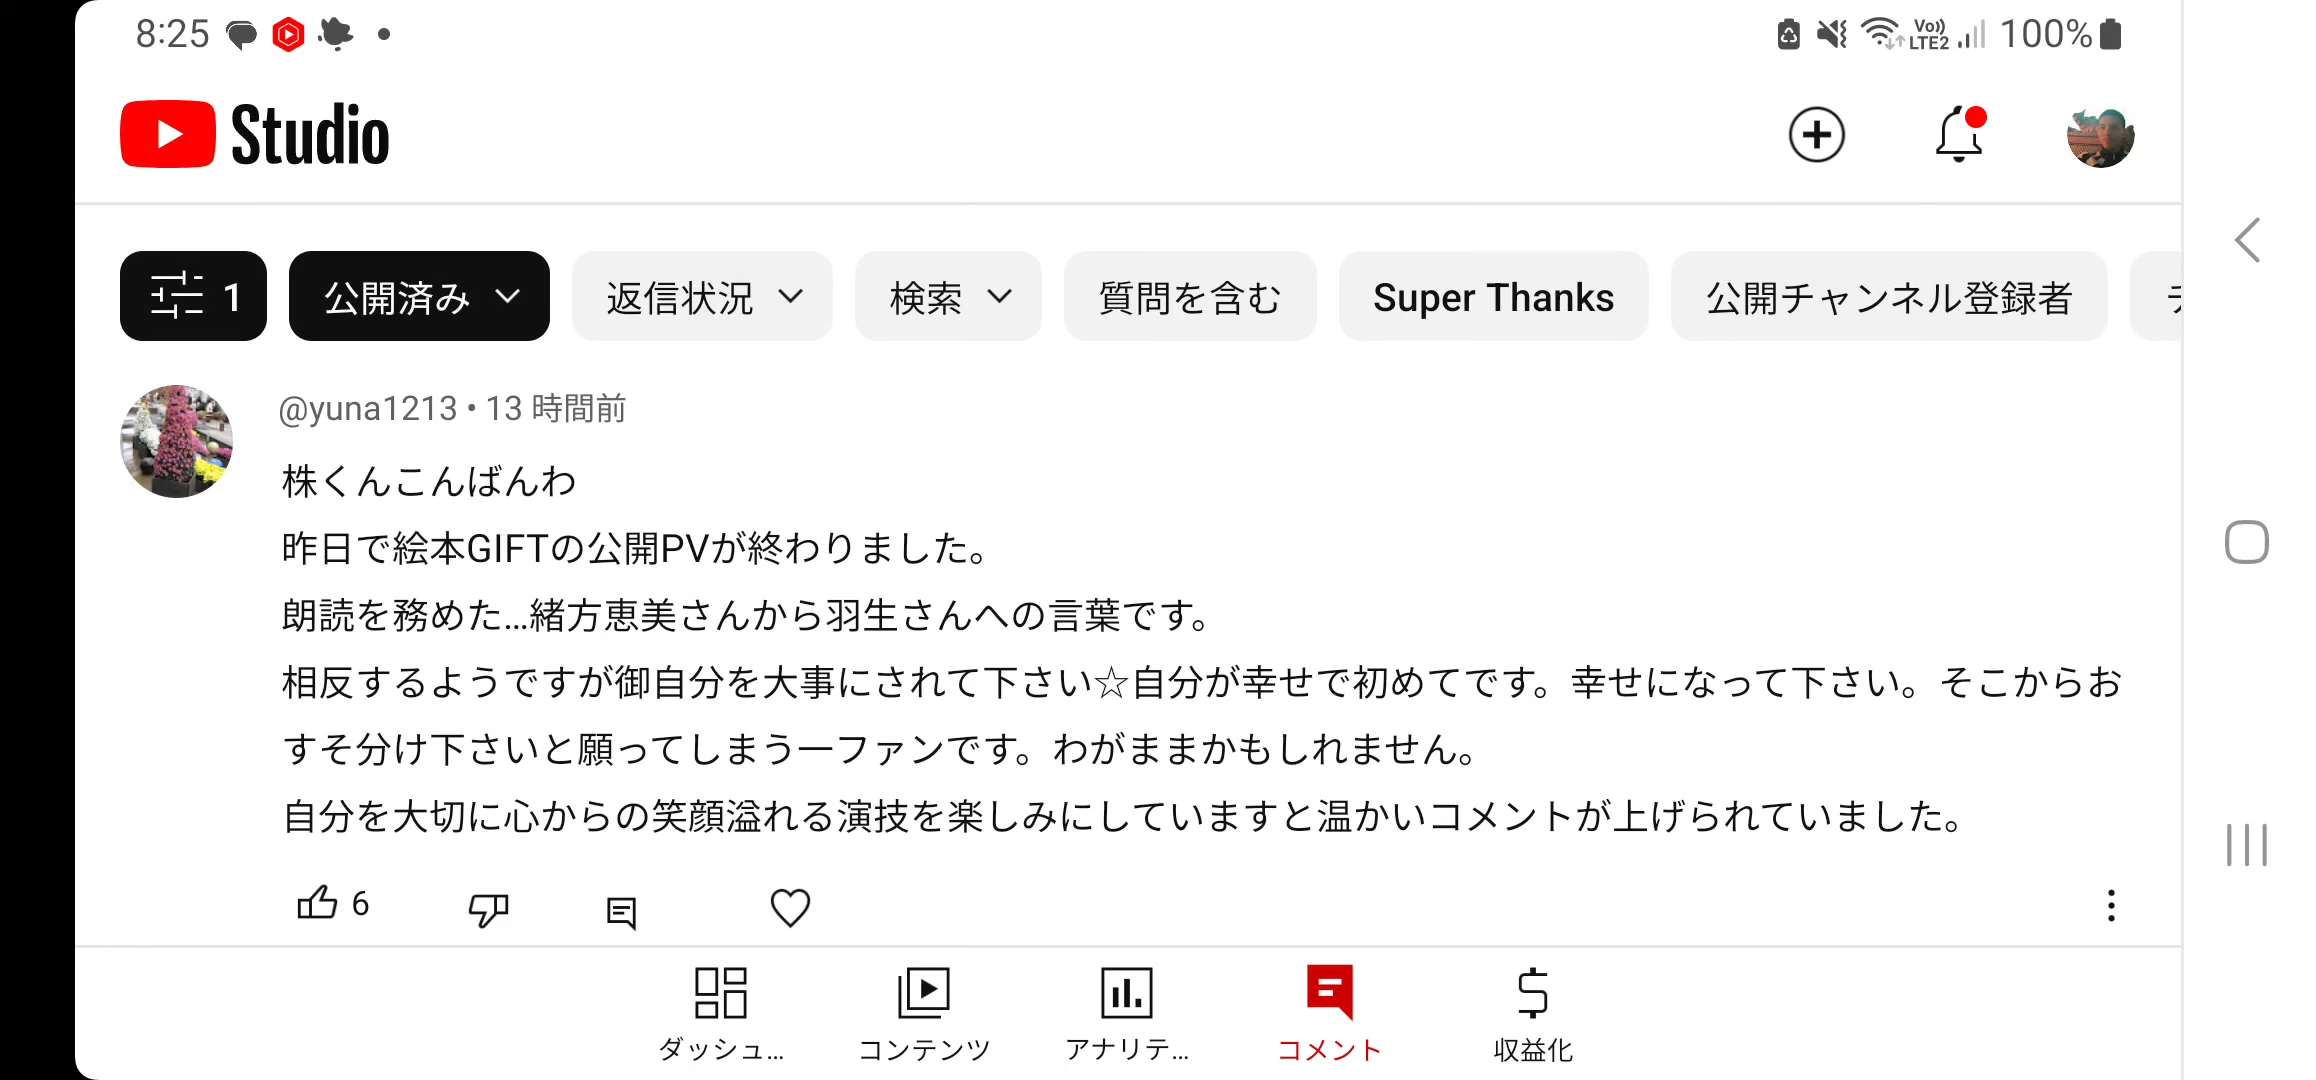 8:25
Vo)) LTE2 100%
Studio
1 公開済み 返信状況 検索 質問を含む Super Thanks 公開チャンネル登録者
@yuna1213 • 13 時間前
株くんこんばんわ
昨日で絵本GIFTの公開PVが終わりました。
朗読を務めた...緒方恵美さんから羽生さんへの言葉です。
相反するようですが御自分を大事にされて下さい☆自分が幸せで初めてです。幸せになって下さい。そこからお
すそ分け下さいと願ってしまう一ファンです。わがままかもしれません。
自分を大切に心からの笑顔溢れる演技を楽しみにしていますと温かいコメントが上げられていました。
6
ダッシュ... コンテンツ アナリテ... コメント 収益化